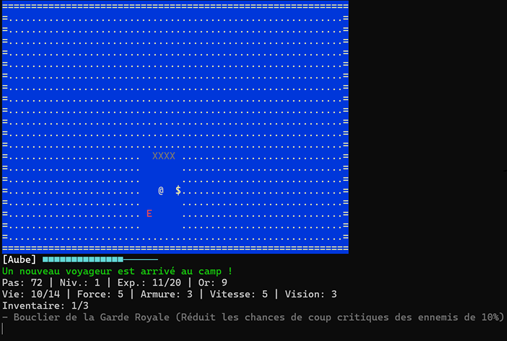 XXXX
@ $
E
[Aube]
Un nouveau voyageur est arrivé au camp !
Pas: 72 | Niv.: 1 | Exp.: 11/20 | Or: 9
Vie: 10/14 | Force: 5 | Armure: 3 | Vitesse: 5 | Vision: 3
Inventaire: 1/3
- Bouclier de la Garde Royale (Réduit les chances de coup critiques des ennemis de 10%)